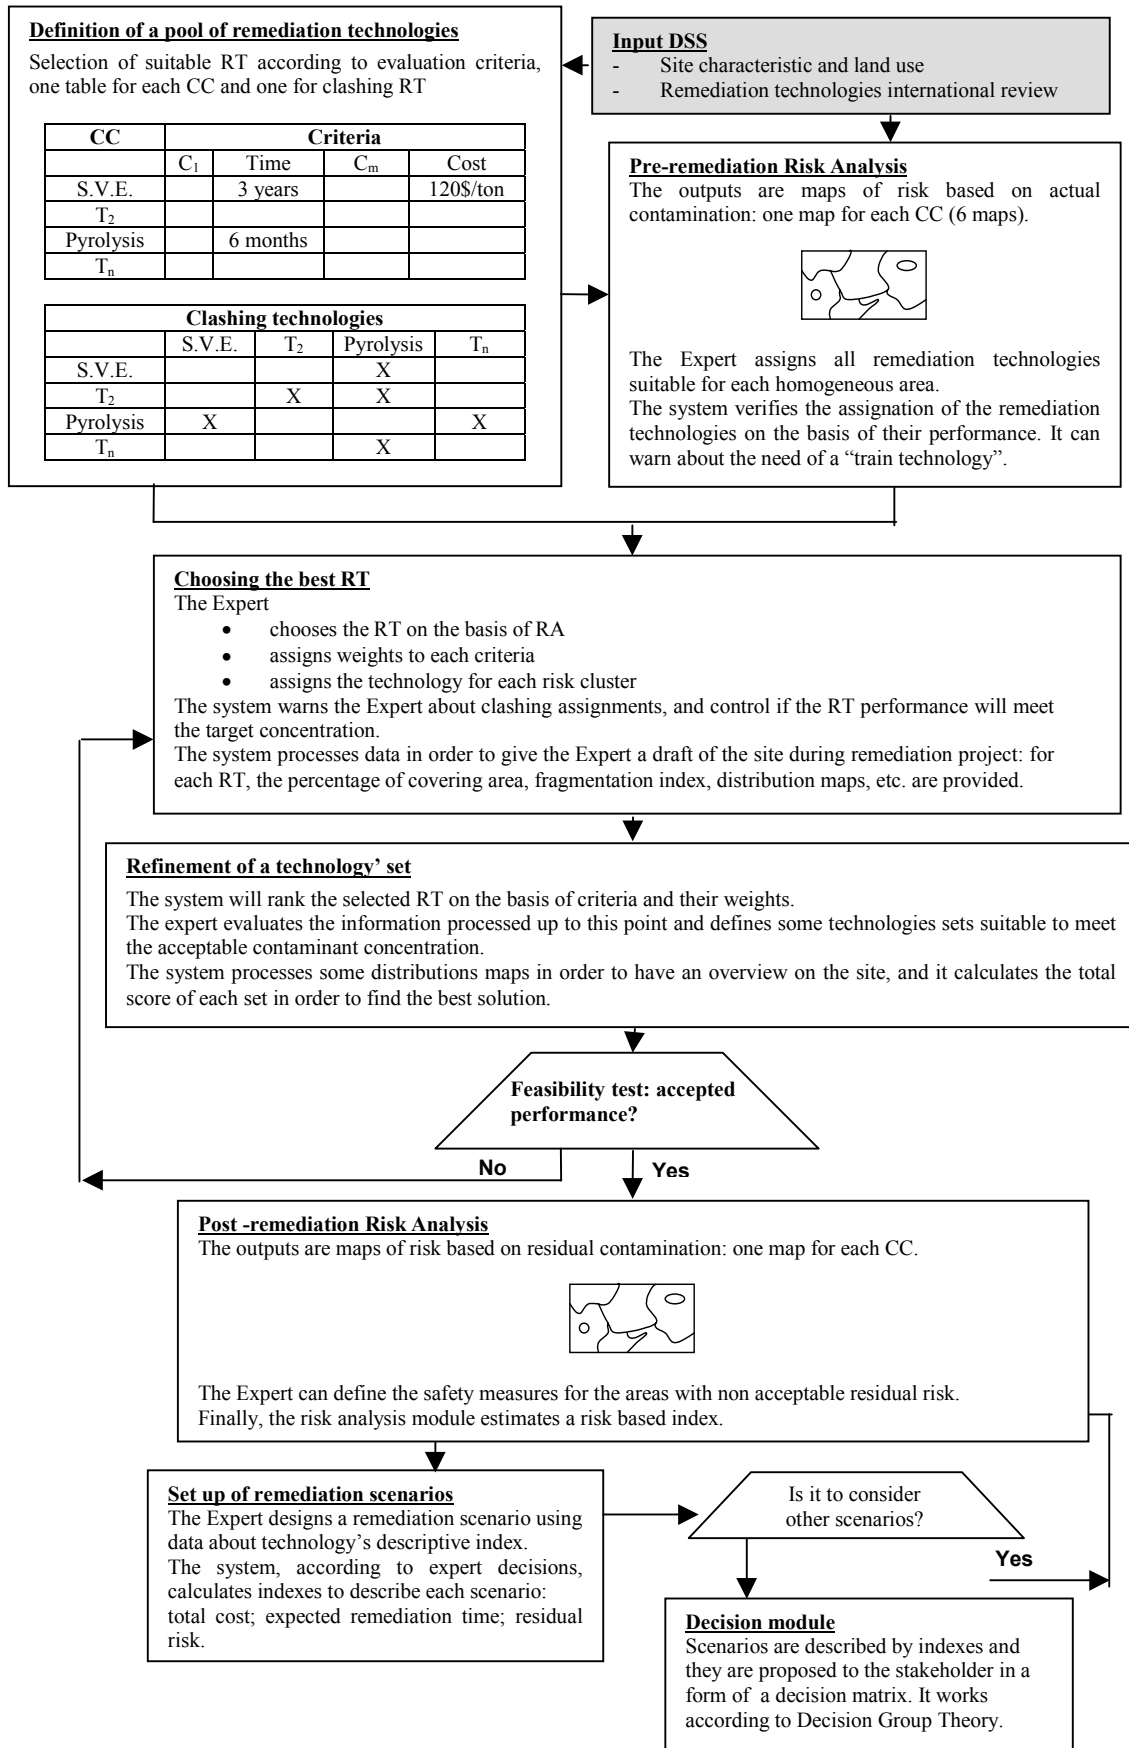 Definition of a pool of remediation technologies
Selection of suitable RT according to evaluation criteria,
one table for each CC and one for clashing RT
CC Criteria
C1 Time Cm Cost
S.V.E. 3 years 120$/ton
T2
Pyrolysis 6 months
Tn
Clashing technologies
S.V.E. T2 Pyrolysis Tn
S.V.E. X
T2 X X
Pyrolysis X X
Tn X
Input DSS
- Site characteristic and land use
- Remediation technologies international review
Pre-remediation Risk Analysis
The outputs are maps of risk based on actual
contamination: one map for each CC (6 maps).
The Expert assigns all remediation technologies
suitable for each homogeneous area.
The system verifies the assignation of the remediation
technologies on the basis of their performance. It can
warn about the need of a “train technology”.
Choosing the best RT
The Expert
• chooses the RT on the basis of RA
• assigns weights to each criteria
• assigns the technology for each risk cluster
The system warns the Expert about clashing assignments, and control if the RT performance will meet
the target concentration.
The system processes data in order to give the Expert a draft of the site during remediation project: for
each RT, the percentage of covering area, fragmentation index, distribution maps, etc. are provided.
Refinement of a technology’ set
The system will rank the selected RT on the basis of criteria and their weights.
The expert evaluates the information processed up to this point and defines some technologies sets suitable to meet
the acceptable contaminant concentration.
The system processes some distributions maps in order to have an overview on the site, and it calculates the total
score of each set in order to find the best solution.
Feasibility test: accepted
performance?
No
Yes
Post -remediation Risk Analysis
The outputs are maps of risk based on residual contamination: one map for each CC.
The Expert can define the safety measures for the areas with non acceptable residual risk.
Finally, the risk analysis module estimates a risk based index.
Set up of remediation scenarios
The Expert designs a remediation scenario using
data about technology’s descriptive index.
The system, according to expert decisions,
calculates indexes to describe each scenario:
total cost; expected remediation time; residual
risk.
Is it to consider
other scenarios?
Yes
Decision module
Scenarios are described by indexes and
they are proposed to the stakeholder in a
form of a decision matrix. It works
according to Decision Group Theory.